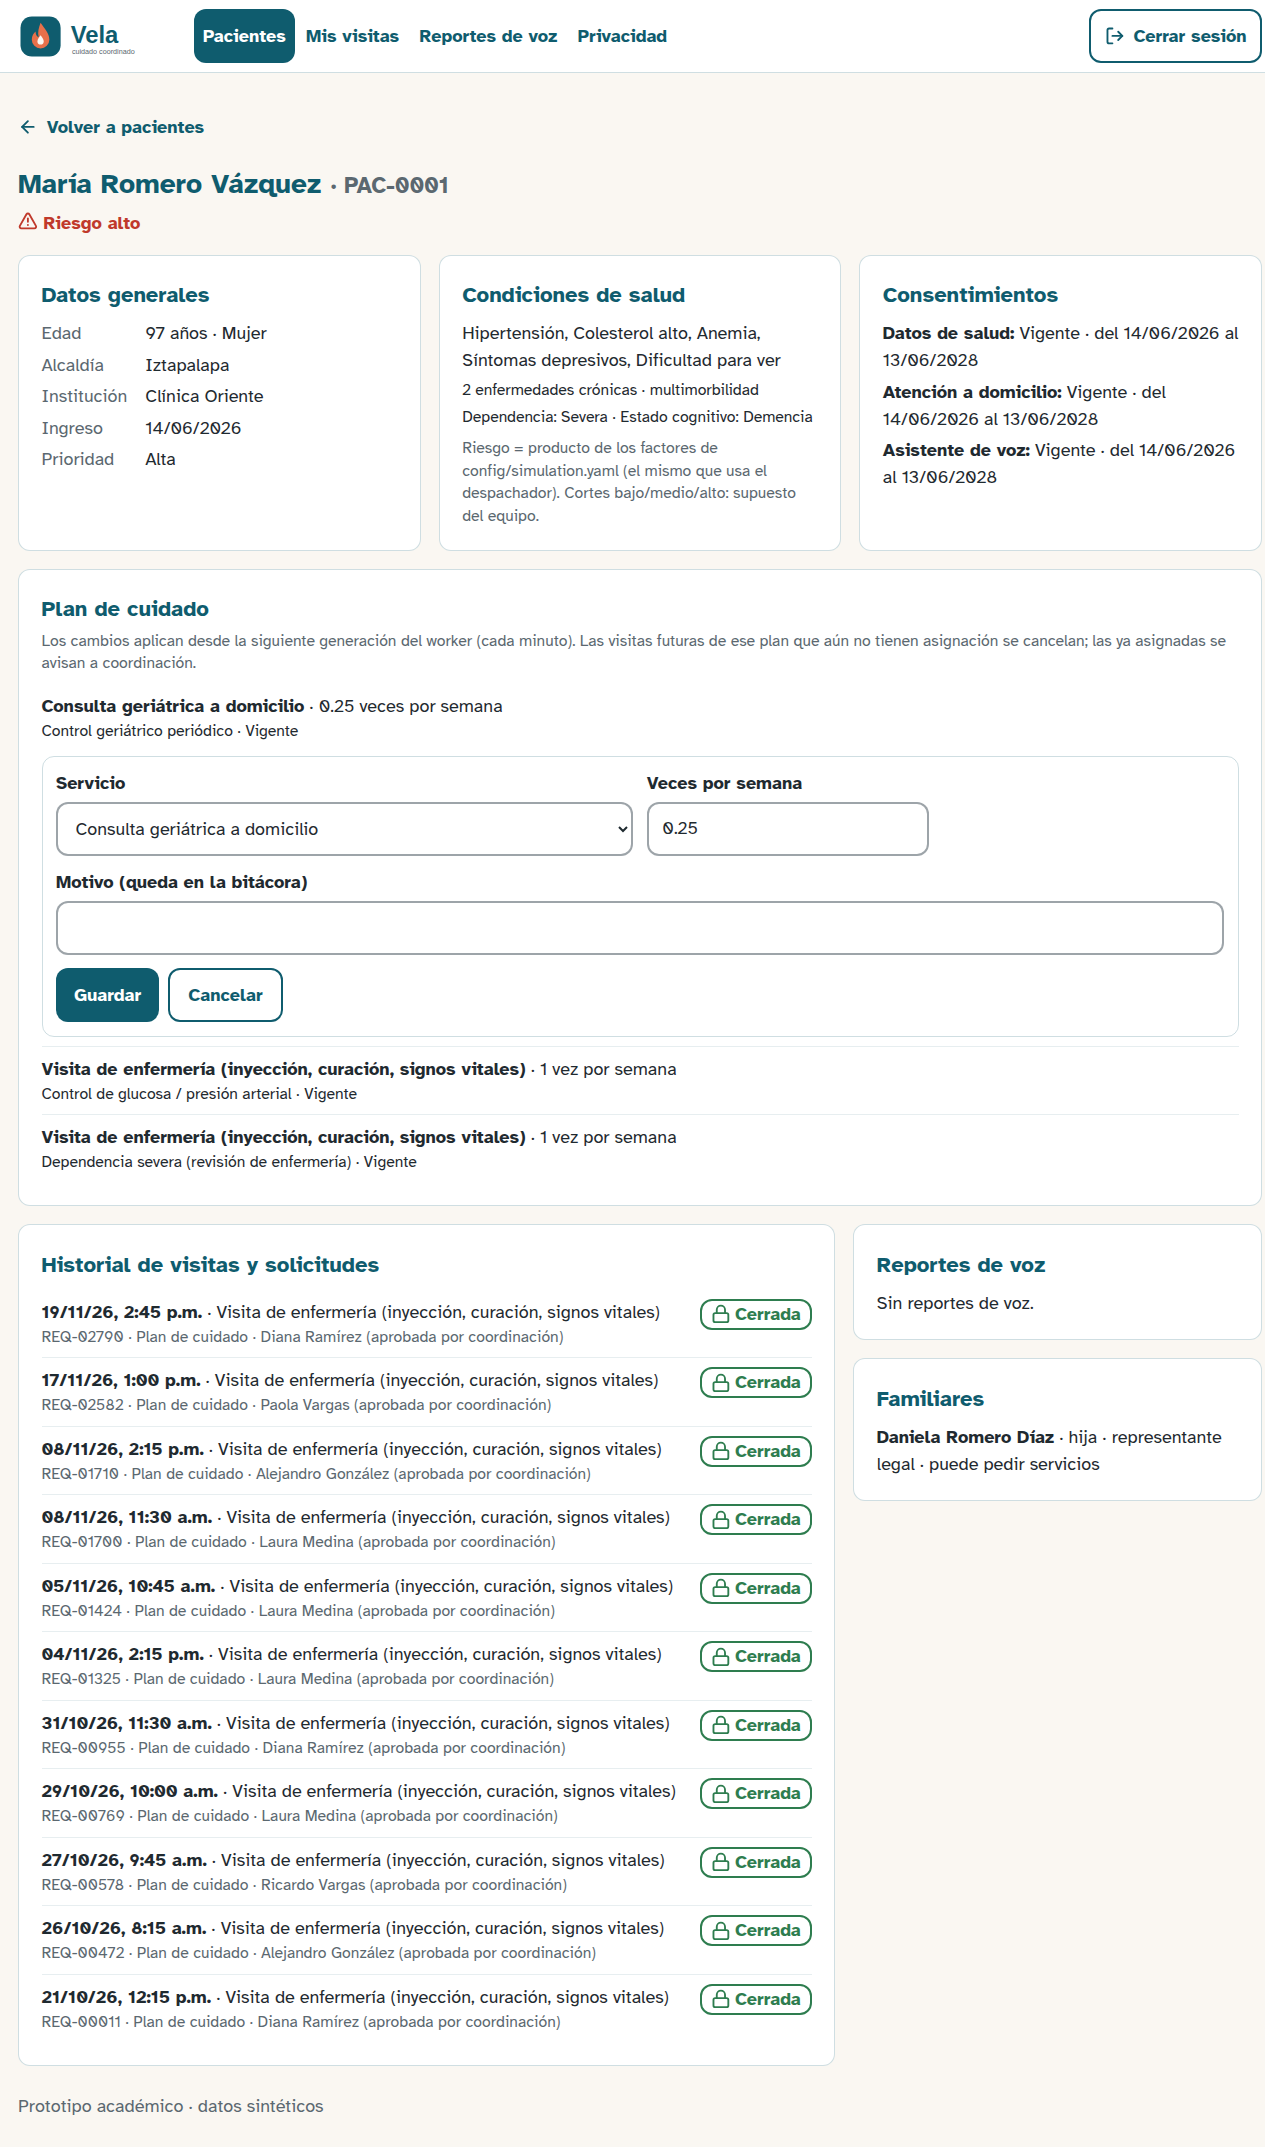 Vela
cuidado coordinado
Pacientes
Mis visitas
Reportes de voz
Privacidad
Cerrar sesión
Volver a pacientes
María Romero Vázquez · PAC-0001
Riesgo alto
Datos generales
Edad 97 años · Mujer
Alcaldía Iztapalapa
Institución Clínica Oriente
Ingreso 14/06/2026
Prioridad Alta
Condiciones de salud
Hipertensión, Colesterol alto, Anemia,
Síntomas depresivos, Dificultad para ver
2 enfermedades crónicas · multimorbilidad
Dependencia: Severa · Estado cognitivo: Demencia
Riesgo = producto de los factores de
config/simulation.yaml (el mismo que usa el
despachador). Cortes bajo/medio/alto: supuesto
del equipo.
Consentimientos
Datos de salud: Vigente · del 14/06/2026 al
13/06/2028
Atención a domicilio: Vigente · del
14/06/2026 al 13/06/2028
Asistente de voz: Vigente · del 14/06/2026
al 13/06/2028
Plan de cuidado
Los cambios aplican desde la siguiente generación del worker (cada minuto). Las visitas futuras de ese plan que aún no tienen asignación se cancelan; las ya asignadas se
avisan a coordinación.
Consulta geriátrica a domicilio · 0.25 veces por semana
Control geriátrico periódico · Vigente
Servicio
Consulta geriátrica a domicilio
Veces por semana
0.25
Motivo (queda en la bitácora)
Guardar
Cancelar
Visita de enfermería (inyección, curación, signos vitales) · 1 vez por semana
Control de glucosa / presión arterial · Vigente
Visita de enfermería (inyección, curación, signos vitales) · 1 vez por semana
Dependencia severa (revisión de enfermería) · Vigente
Historial de visitas y solicitudes
19/11/26, 2:45 p.m. · Visita de enfermería (inyección, curación, signos vitales) Cerrada
REQ-02790 · Plan de cuidado · Diana Ramírez (aprobada por coordinación)
17/11/26, 1:00 p.m. · Visita de enfermería (inyección, curación, signos vitales) Cerrada
REQ-02582 · Plan de cuidado · Paola Vargas (aprobada por coordinación)
08/11/26, 2:15 p.m. · Visita de enfermería (inyección, curación, signos vitales) Cerrada
REQ-01710 · Plan de cuidado · Alejandro González (aprobada por coordinación)
08/11/26, 11:30 a.m. · Visita de enfermería (inyección, curación, signos vitales) Cerrada
REQ-01700 · Plan de cuidado · Laura Medina (aprobada por coordinación)
05/11/26, 10:45 a.m. · Visita de enfermería (inyección, curación, signos vitales) Cerrada
REQ-01424 · Plan de cuidado · Laura Medina (aprobada por coordinación)
04/11/26, 2:15 p.m. · Visita de enfermería (inyección, curación, signos vitales) Cerrada
REQ-01325 · Plan de cuidado · Laura Medina (aprobada por coordinación)
31/10/26, 11:30 a.m. · Visita de enfermería (inyección, curación, signos vitales) Cerrada
REQ-00955 · Plan de cuidado · Diana Ramírez (aprobada por coordinación)
29/10/26, 10:00 a.m. · Visita de enfermería (inyección, curación, signos vitales) Cerrada
REQ-00769 · Plan de cuidado · Laura Medina (aprobada por coordinación)
27/10/26, 9:45 a.m. · Visita de enfermería (inyección, curación, signos vitales) Cerrada
REQ-00578 · Plan de cuidado · Ricardo Vargas (aprobada por coordinación)
26/10/26, 8:15 a.m. · Visita de enfermería (inyección, curación, signos vitales) Cerrada
REQ-00472 · Plan de cuidado · Alejandro González (aprobada por coordinación)
21/10/26, 12:15 p.m. · Visita de enfermería (inyección, curación, signos vitales) Cerrada
REQ-00011 · Plan de cuidado · Diana Ramírez (aprobada por coordinación)
Reportes de voz
Sin reportes de voz.
Familiares
Daniela Romero Díaz · hija · representante
legal · puede pedir servicios
Prototipo académico · datos sintéticos